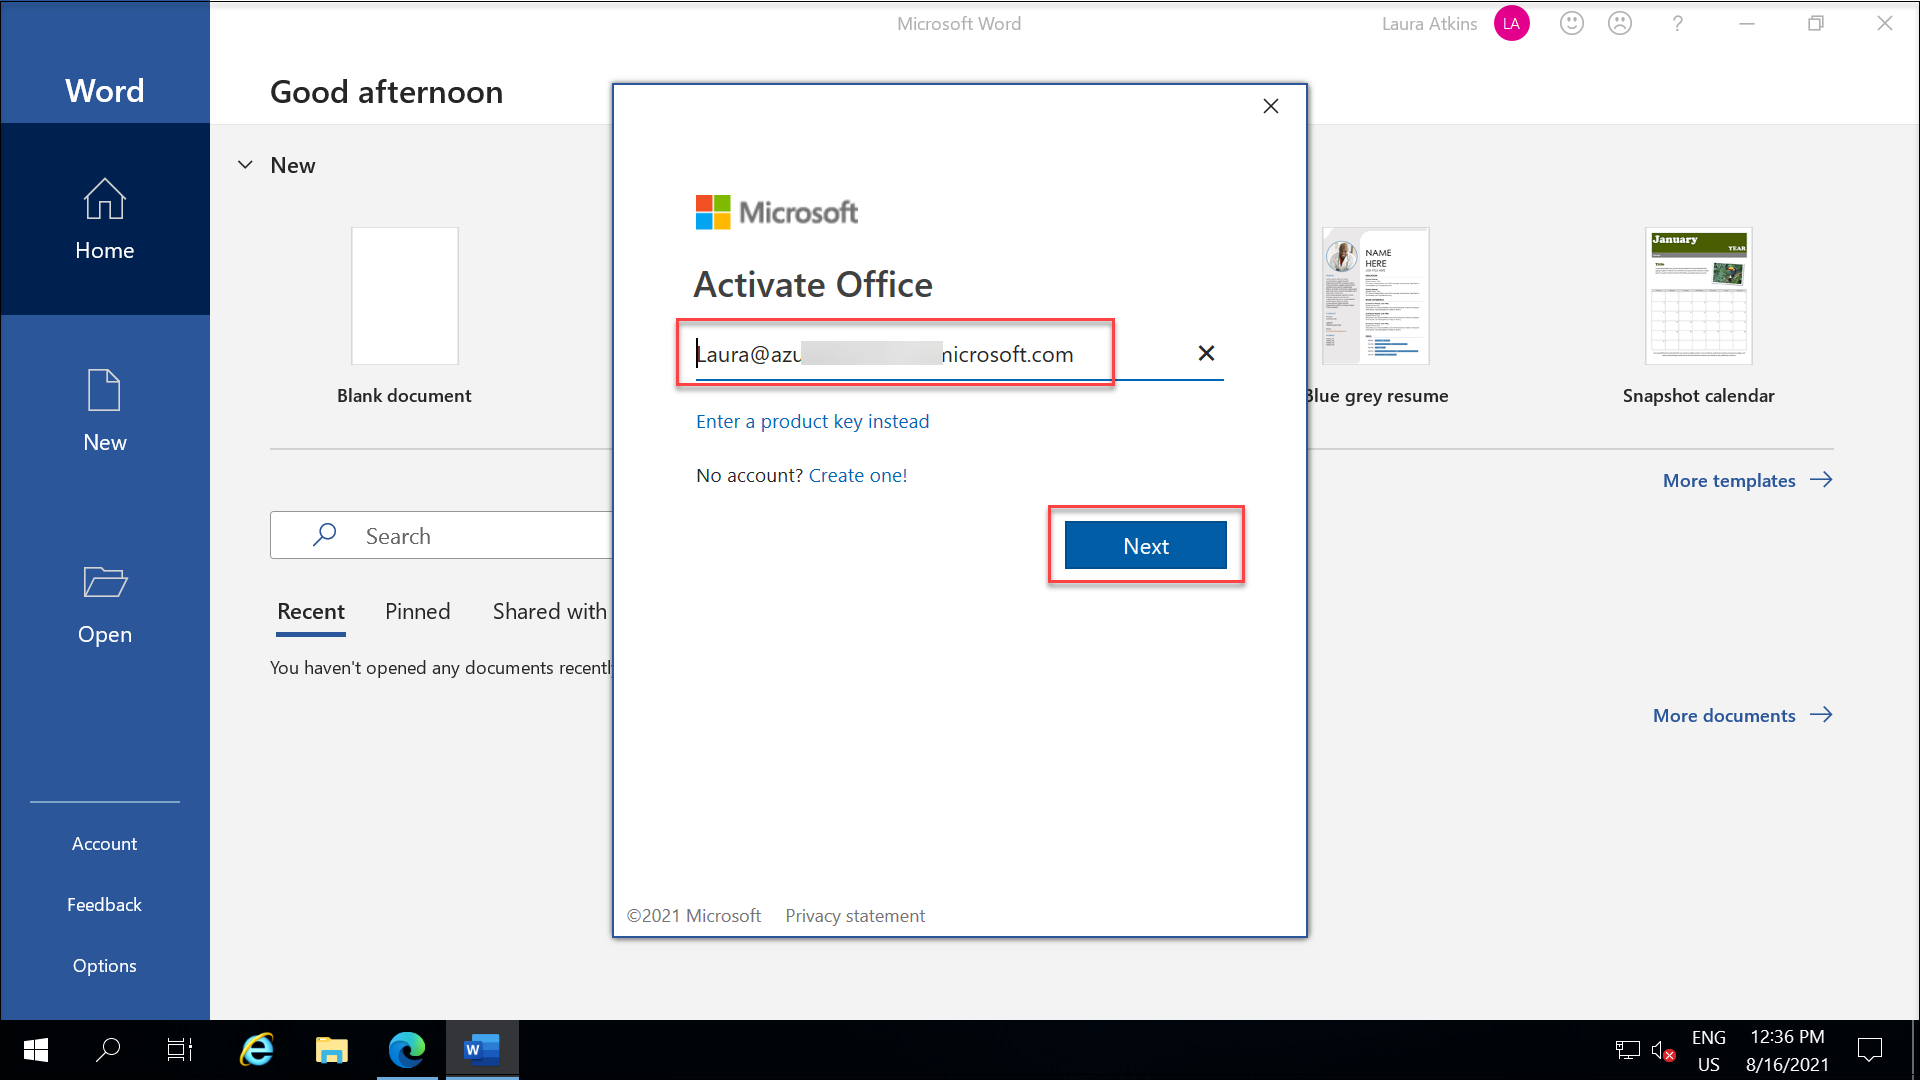 Microsoft Word
Laura Atkins
LA
Word
Good afternoon
Home
New
Open
Account
Feedback
Options
New
Blank document
NAME
HERE
Blue grey resume
January
YEAR
Title
Snapshot calendar
More templates
Search
Recent Pinned Shared with
You haven't opened any documents recently
More documents
Microsoft
Activate Office
Laura@azu microsoft.com
Enter a product key instead
No account? Create one!
Next
©2021 Microsoft Privacy statement
ENG
US
12:36 PM
8/16/2021